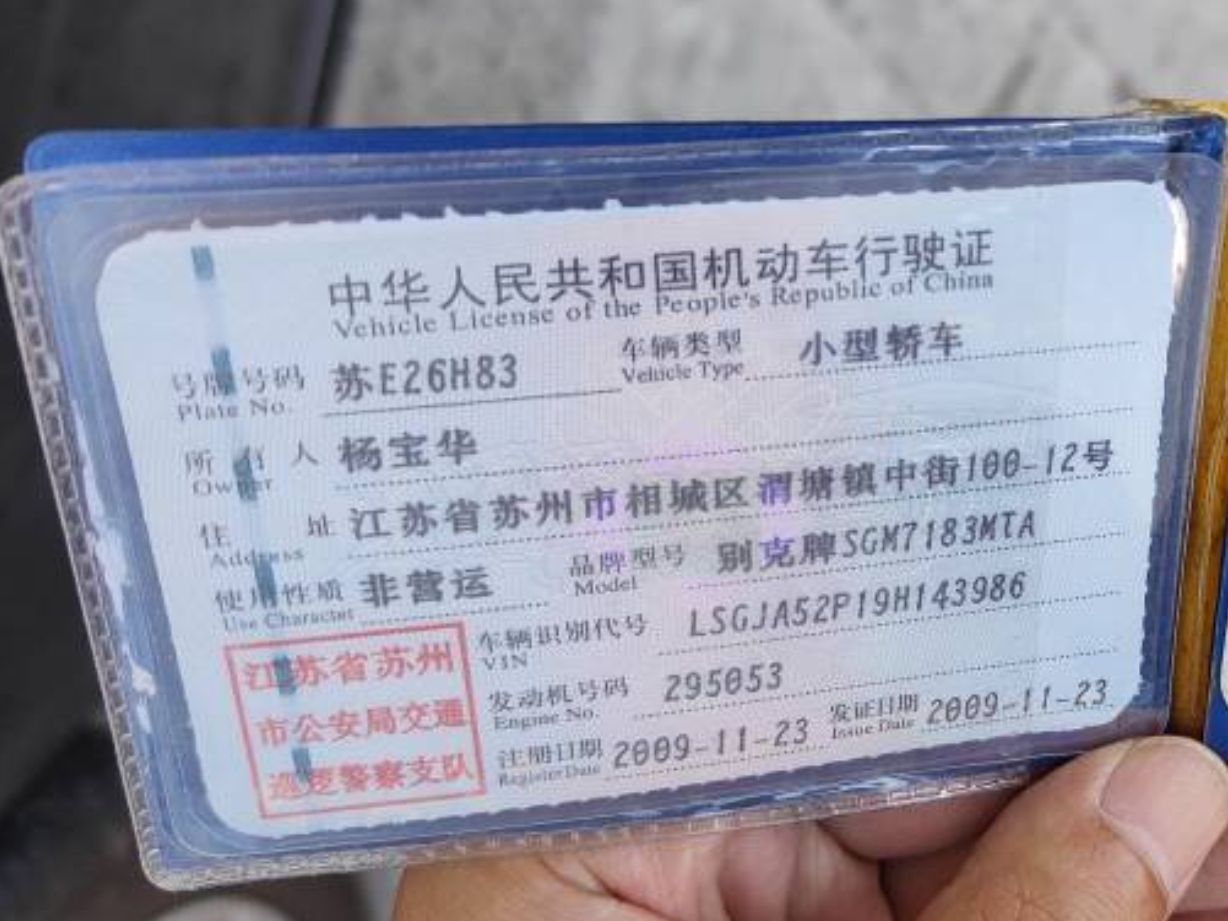 中华人民共和国机动车行驶证
Vehicle License of the People's Republic of China
号牌号码 苏E26H83 车辆类型 小型轿车
Plate No. Vehicle Type
所有人 杨宝华
Owner
住址 江苏省苏州市相城区渭塘镇中街100-12号
Address
使用性质 非营运 品牌型号 别克牌SGM7183MTA
Use Character Model
车辆识别代号 LSGJA52P19H143986
VIN
发动机号码 295053
Engine No.
注册日期 2009-11-23 发证日期 2009-11-23
Register Date Issue Date
江苏省苏州
市公安局交通
巡逻警察支队